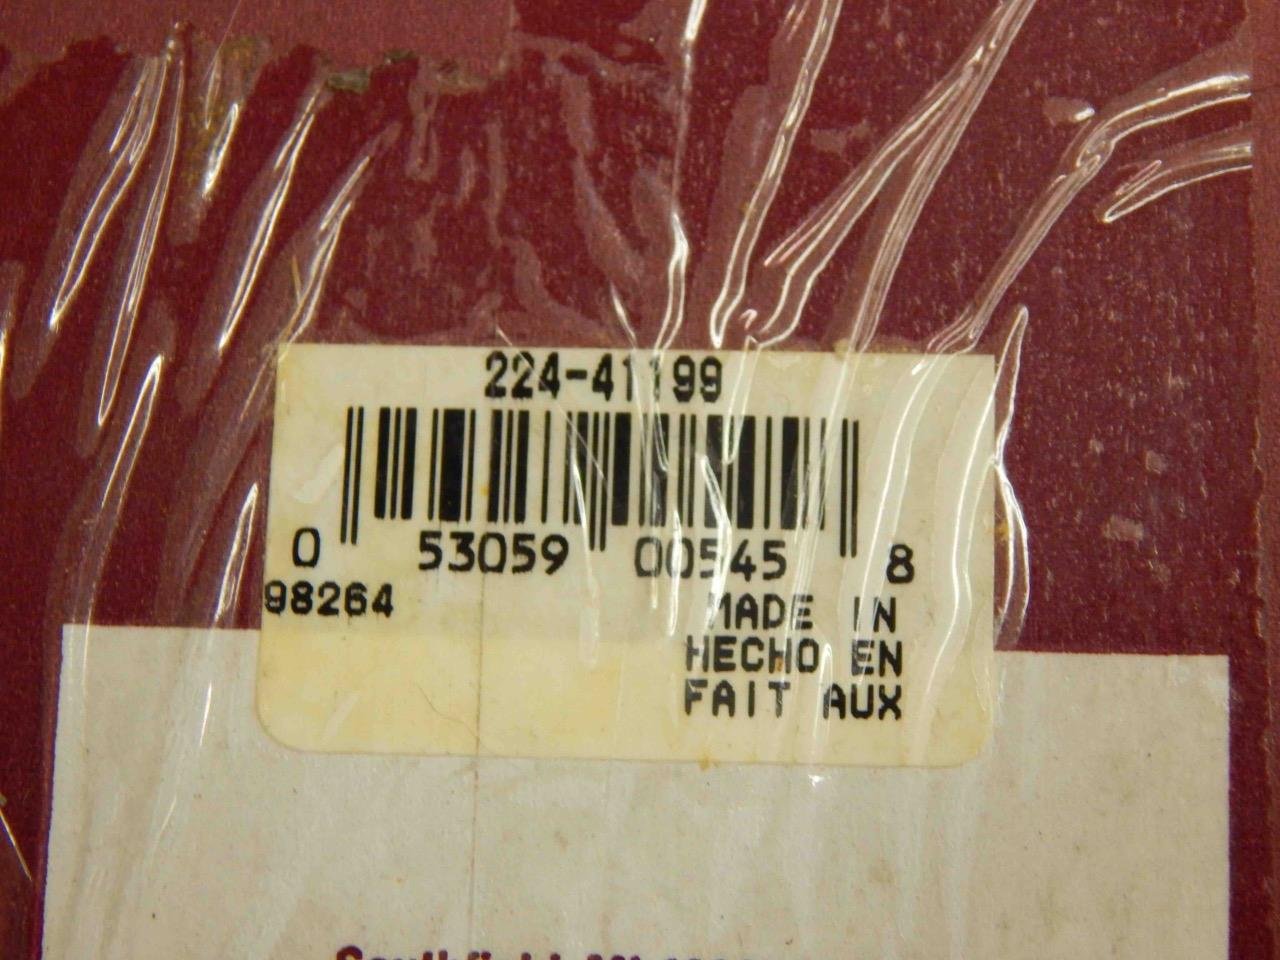 224-41199
0 53059 00545 8
98264
MADE IN
HECHO EN
FAIT AUX